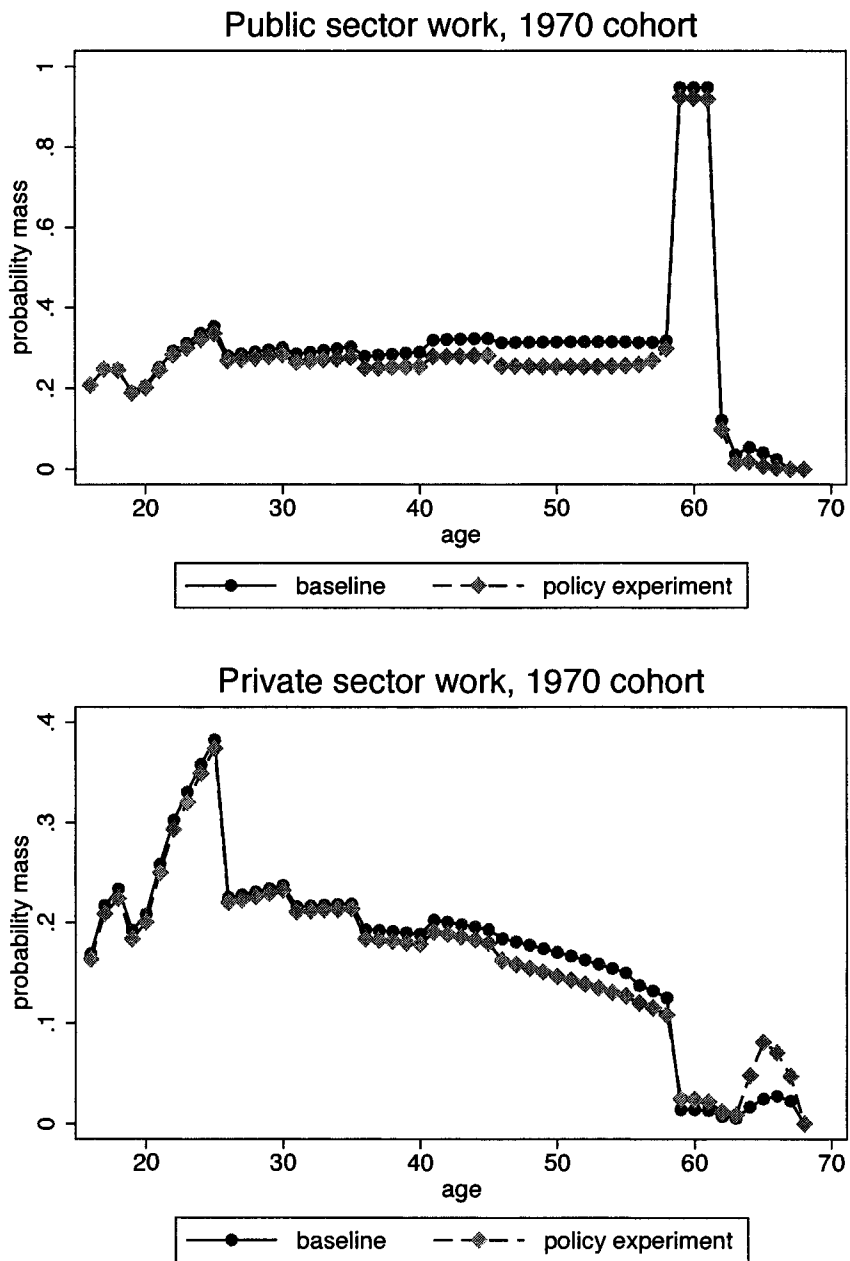 Public sector work, 1970 cohort
1
.8
.6
.4
.2
0
probability mass
20 30 40 50 60 70
age
baseline policy experiment
Private sector work, 1970 cohort
.4
.3
.2
.1
0
probability mass
20 30 40 50 60 70
age
baseline policy experiment